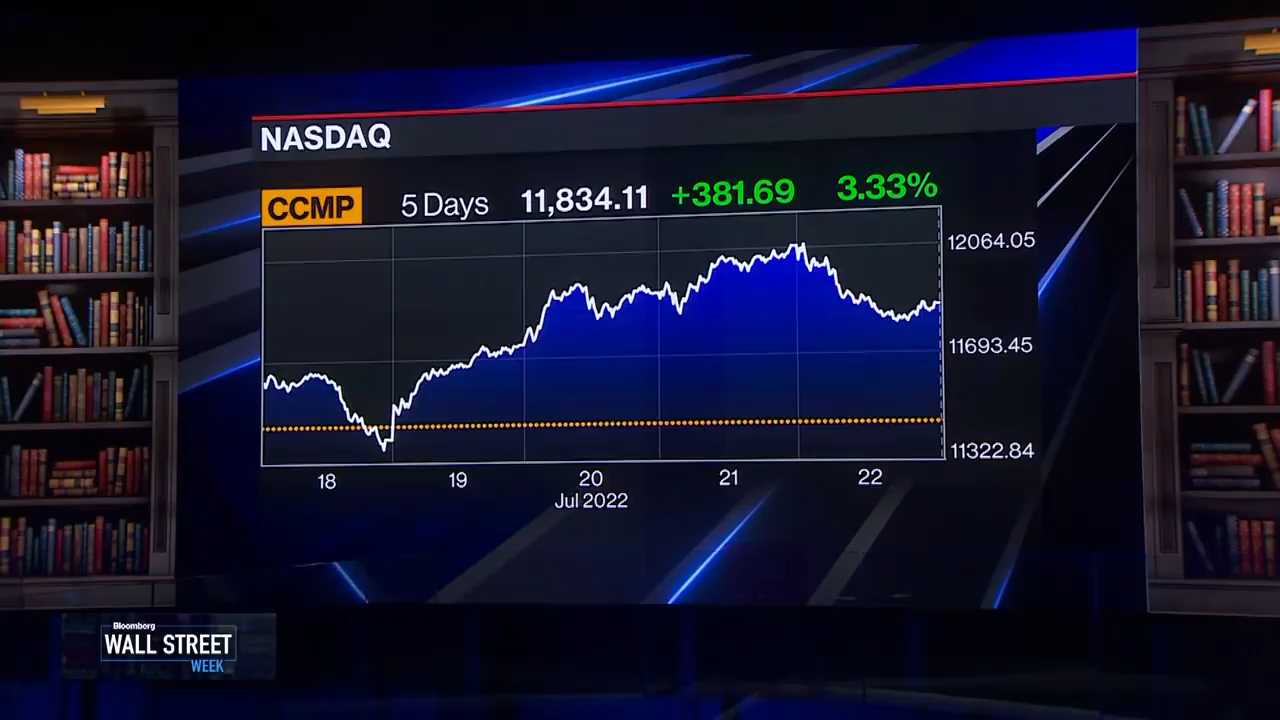 NASDAQ
CCMP 5 Days 11,834.11 +381.69 3.33%
12064.05
11693.45
11322.84
18 19 20 21 22
Jul 2022
Bloomberg
WALL STREET
WEEK